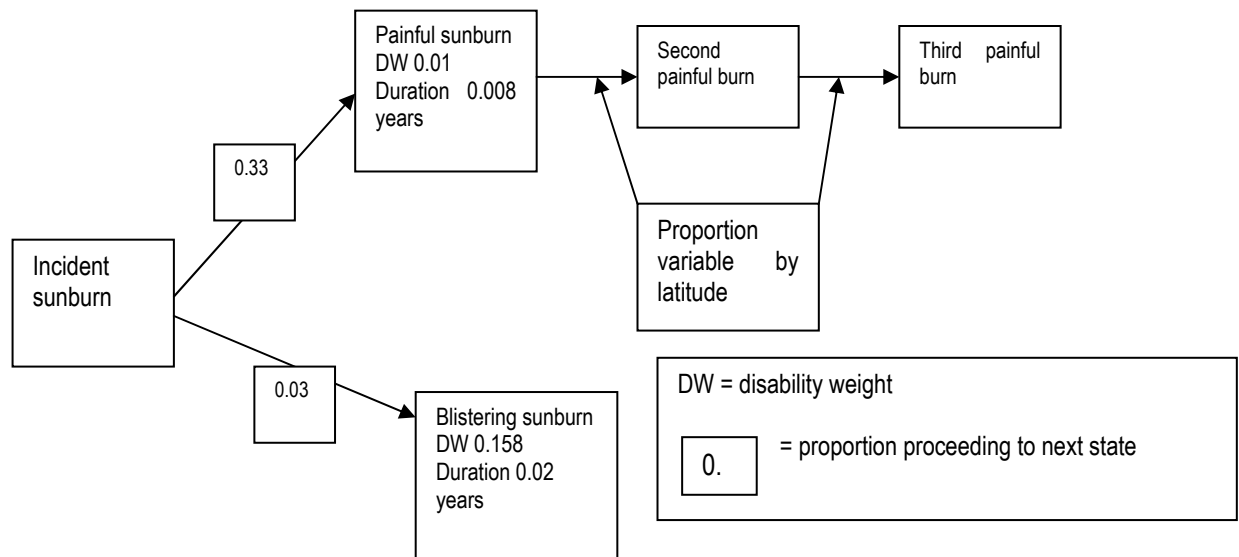 Painful sunburn
DW 0.01
Duration 0.008
years
Second
painful burn
Third painful
burn
0.33
Proportion
variable by
latitude
Incident
sunburn
0.03
Blistering sunburn
DW 0.158
Duration 0.02
years
DW = disability weight
0.
= proportion proceeding to next state